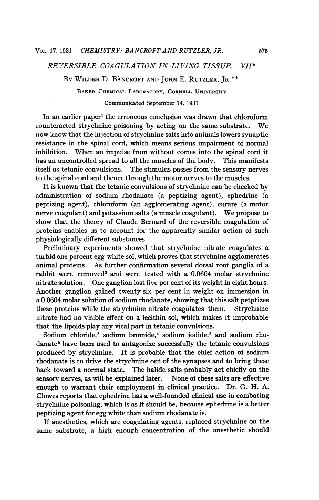 VOL. 17, 1931 CHEMISTRY: BANCROFT AND RUTZLER, JR. 575
REVERSIBLE COAGULATION IN LIVING TISSUE. VII*
BY WILDER D. BANCROFT AND JOHN E. RUTZLER, JR.**
BAKER CHEMICAL LABORATORY, CORNELL UNIVERSITY
Communicated September 14, 1931
In an earlier paper¹ the erroneous conclusion was drawn that chloroform
counteracted strychnine poisoning by acting on the same substrate. We
now know that the injection of strychnine salts into animals lowers synaptic
resistance in the spinal cord, which means serious impairment of normal
inhibition. When an impulse from without comes into the spinal cord it
has an uncontrolled spread to all the muscles of the body. This manifests
itself as tetanic convulsions. The stimulus passes from the sensory nerves
to the spinal cord and thence through the motor nerves to the muscles.
It is known that the tetanic convulsions of strychnine can be checked by
administration of sodium rhodanate (a peptizing agent), ephedrine (a
peptizing agent), chloroform (an agglomerating agent), curare (a motor
nerve coagulant) and potassium salts (a muscle coagulant). We propose to
show that the theory of Claude Bernard of the reversible coagulation of
proteins enables us to account for the apparently similar action of such
physiologically different substances.
Preliminary experiments showed that strychnine nitrate coagulates a
turbid one percent egg white sol, which proves that strychnine agglomerates
animal proteins. As further confirmation several dorsal root ganglia of a
rabbit were removed² and were tested with a 0.0604 molar strychnine
nitrate solution. One ganglion lost five per cent of its weight in eight hours.
Another ganglion gained twenty-six per cent in weight on immersion in
a 0.0604 molar solution of sodium rhodanate, showing that this salt peptizes
these proteins while the strychnine nitrate coagulates them. Strychnine
nitrate had no visible effect on a lecithin sol, which makes it improbable
that the lipoids play any vital part in tetanic convulsions.
Sodium chloride,³ sodium bromide,⁴ sodium iodide,⁵ and sodium rho-
danate⁶ have been used to antagonize successfully the tetanic convulsions
produced by strychnine. It is probable that the chief action of sodium
rhodanate is to drive the strychnine out of the synapses and to bring these
back toward a normal state. The halide salts probably act chiefly on the
sensory nerves, as will be explained later. None of these salts are effective
enough to warrant their employment in clinical practice. Dr. G. H. A.
Clowes reports that ephedrine has a well-founded clinical use in combating
strychnine poisoning, which is as it should be, because ephedrine is a better
peptizing agent for egg white than sodium rhodanate is.
If anesthetics, which are coagulating agents, replaced strychnine on the
same substrate, a high enough concentration of the anesthetic should